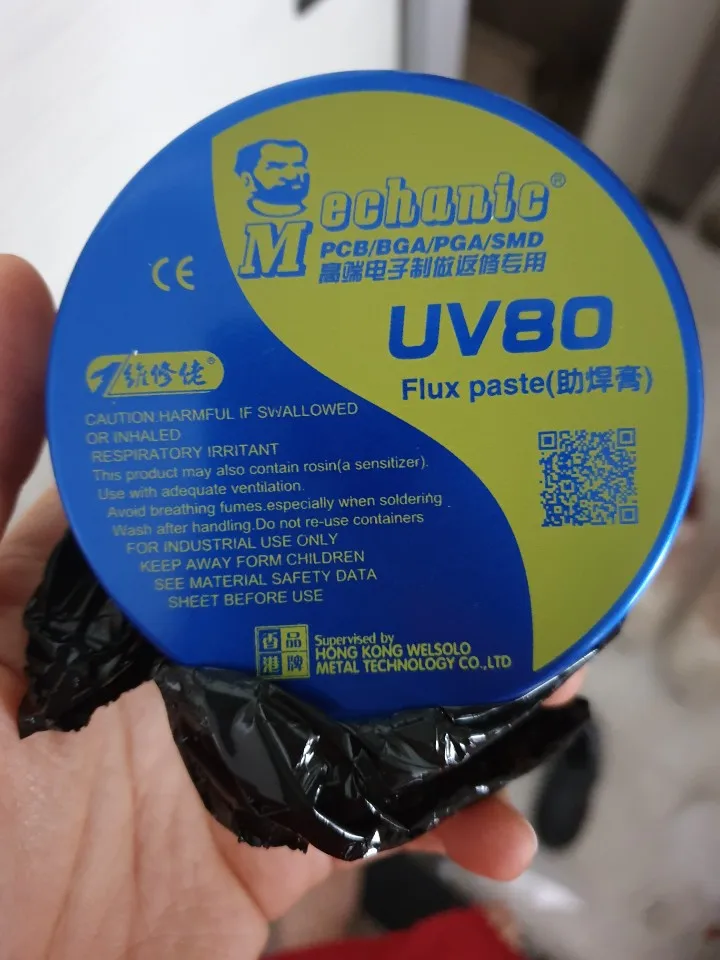 Mechanic®
PCB/BGA/PGA/SMD
高端电子制做返修专用
CE
UV80
Flux paste(助焊膏)
维修佬®
CAUTION.HARMFUL IF SWALLOWED
OR INHALED
RESPIRATORY IRRITANT
This product may also contain rosin(a sensitizer).
Use with adequate ventilation.
Avoid breathing fumes.especially when soldering
Wash after handling.Do not re-use containers
FOR INDUSTRIAL USE ONLY
KEEP AWAY FORM CHILDREN
SEE MATERIAL SAFETY DATA
SHEET BEFORE USE
香港品牌
Supervised by
HONG KONG WELSOLO
METAL TECHNOLOGY CO.,LTD